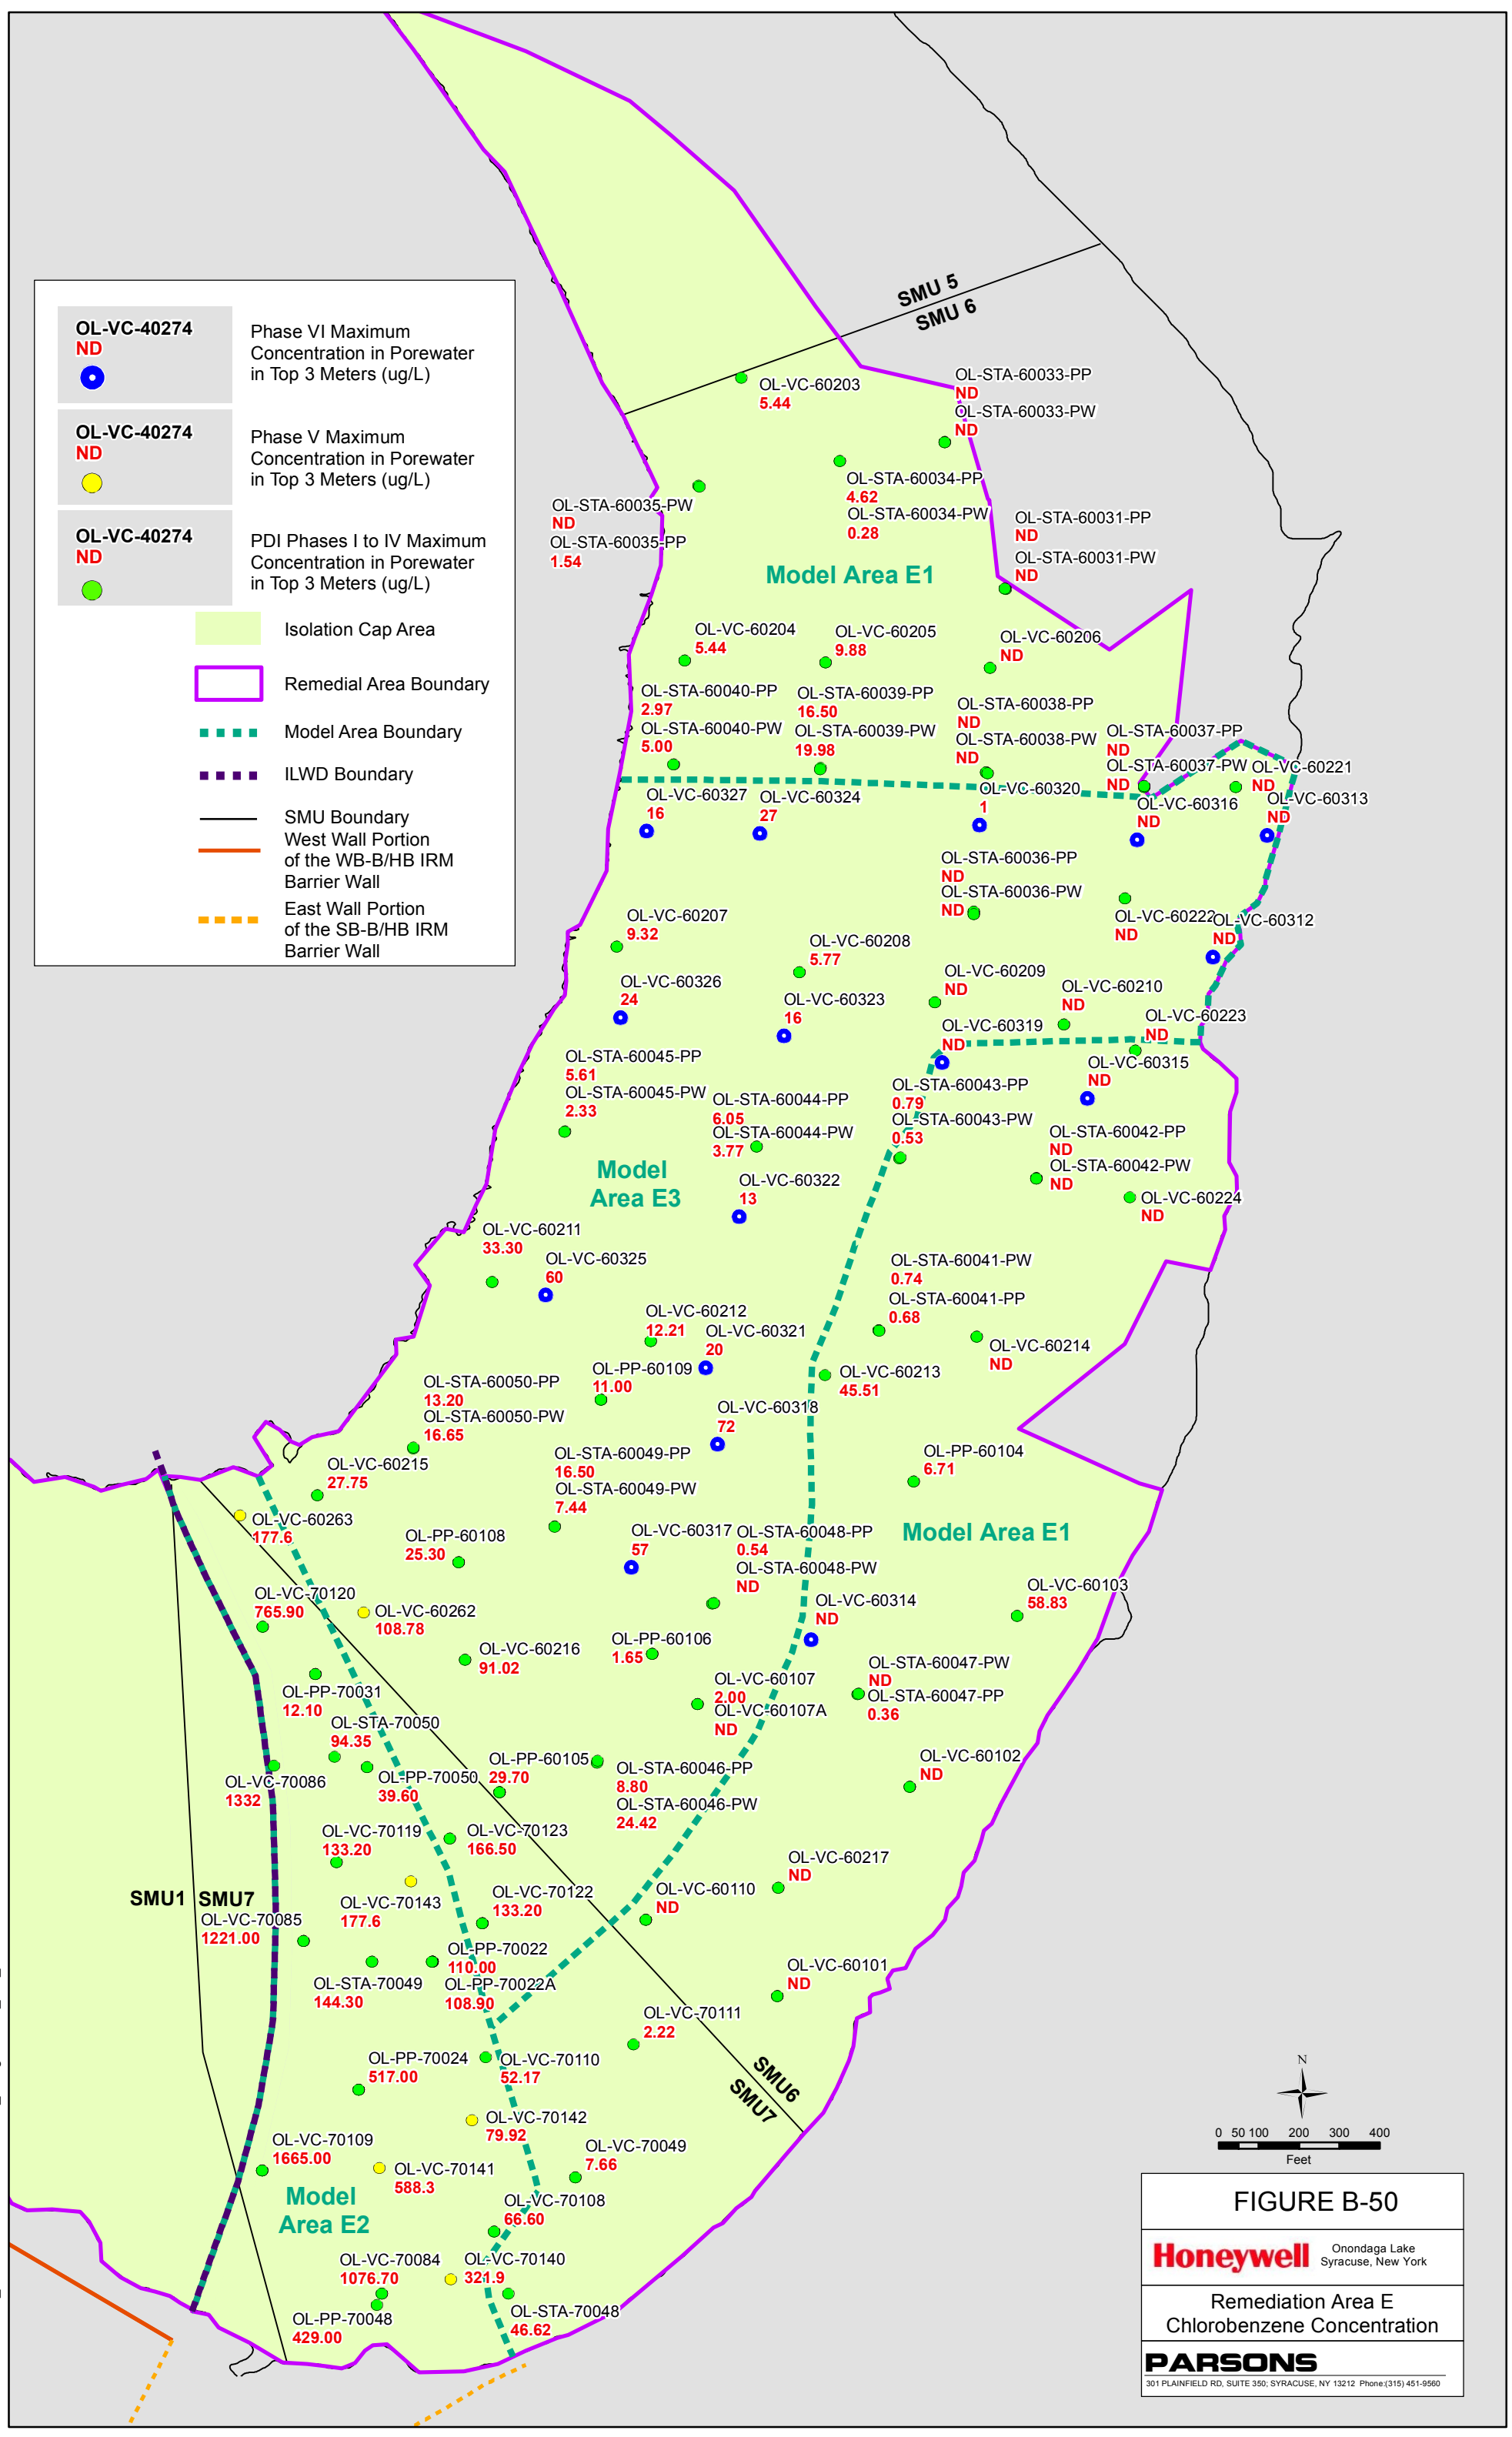 OL-VC-40274
ND
Phase VI Maximum
Concentration in Porewater
in Top 3 Meters (ug/L)
OL-VC-40274
ND
Phase V Maximum
Concentration in Porewater
in Top 3 Meters (ug/L)
OL-VC-40274
ND
PDI Phases I to IV Maximum
Concentration in Porewater
in Top 3 Meters (ug/L)
Isolation Cap Area
Remedial Area Boundary
Model Area Boundary
ILWD Boundary
SMU Boundary
West Wall Portion
of the WB-B/HB IRM
Barrier Wall
East Wall Portion
of the SB-B/HB IRM
Barrier Wall
SMU 5
SMU 6
OL-VC-60203
5.44
OL-STA-60033-PP
ND
OL-STA-60033-PW
ND
OL-STA-60034-PP
4.62
OL-STA-60034-PW
0.28
OL-STA-60035-PW
ND
OL-STA-60035-PP
1.54
OL-STA-60031-PP
ND
OL-STA-60031-PW
ND
Model Area E1
OL-VC-60204
5.44
OL-VC-60205
9.88
OL-VC-60206
ND
OL-STA-60040-PP
2.97
OL-STA-60040-PW
5.00
OL-STA-60039-PP
16.50
OL-STA-60039-PW
19.98
OL-STA-60038-PP
ND
OL-STA-60038-PW
ND
OL-STA-60037-PP
ND
OL-STA-60037-PW
ND
OL-VC-60221
ND
OL-VC-60327
16
OL-VC-60324
27
OL-VC-60320
1
OL-VC-60316
ND
OL-VC-60313
ND
OL-STA-60036-PP
ND
OL-STA-60036-PW
ND
OL-VC-60222
ND
OL-VC-60312
ND
OL-VC-60207
9.32
OL-VC-60208
5.77
OL-VC-60209
ND
OL-VC-60210
ND
OL-VC-60223
ND
OL-VC-60326
24
OL-VC-60323
16
OL-VC-60319
ND
OL-VC-60315
ND
OL-STA-60045-PP
5.61
OL-STA-60045-PW
2.33
OL-STA-60044-PP
6.05
OL-STA-60044-PW
3.77
OL-STA-60043-PP
0.79
OL-STA-60043-PW
0.53
OL-STA-60042-PP
ND
OL-STA-60042-PW
ND
OL-VC-60224
ND
Model
Area E3
OL-VC-60322
13
OL-VC-60211
33.30
OL-VC-60325
60
OL-STA-60041-PW
0.74
OL-STA-60041-PP
0.68
OL-VC-60214
ND
OL-VC-60212
12.21
OL-VC-60321
20
OL-VC-60213
45.51
OL-PP-60109
11.00
OL-STA-60050-PP
13.20
OL-STA-60050-PW
16.65
OL-VC-60318
72
OL-VC-60215
27.75
OL-STA-60049-PP
16.50
OL-STA-60049-PW
7.44
OL-PP-60104
6.71
Model Area E1
OL-VC-60263
177.6
OL-PP-60108
25.30
OL-VC-60317
57
OL-STA-60048-PP
0.54
OL-STA-60048-PW
ND
OL-VC-60314
ND
OL-VC-60103
58.83
OL-VC-70120
765.90
OL-VC-60262
108.78
OL-VC-60216
91.02
OL-PP-60106
1.65
OL-STA-60047-PW
ND
OL-STA-60047-PP
0.36
OL-VC-60107
2.00
OL-VC-60107A
ND
OL-PP-70031
12.10
OL-STA-70050
94.35
OL-VC-70086
1332
OL-PP-70050
39.60
OL-PP-60105
29.70
OL-STA-60046-PP
8.80
OL-STA-60046-PW
24.42
OL-VC-60102
ND
OL-VC-70119
133.20
OL-VC-70123
166.50
OL-VC-60217
ND
SMU1
SMU7
OL-VC-70143
177.6
OL-VC-70122
133.20
OL-VC-60110
ND
OL-VC-70085
1221.00
OL-PP-70022
110.00
OL-PP-70022A
108.90
OL-STA-70049
144.30
OL-VC-60101
ND
OL-VC-70111
2.22
OL-PP-70024
517.00
OL-VC-70110
52.17
SMU6
SMU7
OL-VC-70142
79.92
OL-VC-70109
1665.00
OL-VC-70141
588.3
OL-VC-70049
7.66
Model
Area E2
OL-VC-70108
66.60
OL-VC-70084
1076.70
OL-VC-70140
321.9
OL-PP-70048
429.00
OL-STA-70048
46.62
N
0 50 100 200 300 400
Feet
FIGURE B-50
Honeywell
Onondaga Lake
Syracuse, New York
Remediation Area E
Chlorobenzene Concentration
PARSONS
301 PLAINFIELD RD, SUITE 350; SYRACUSE, NY 13212 Phone:(315) 451-9560